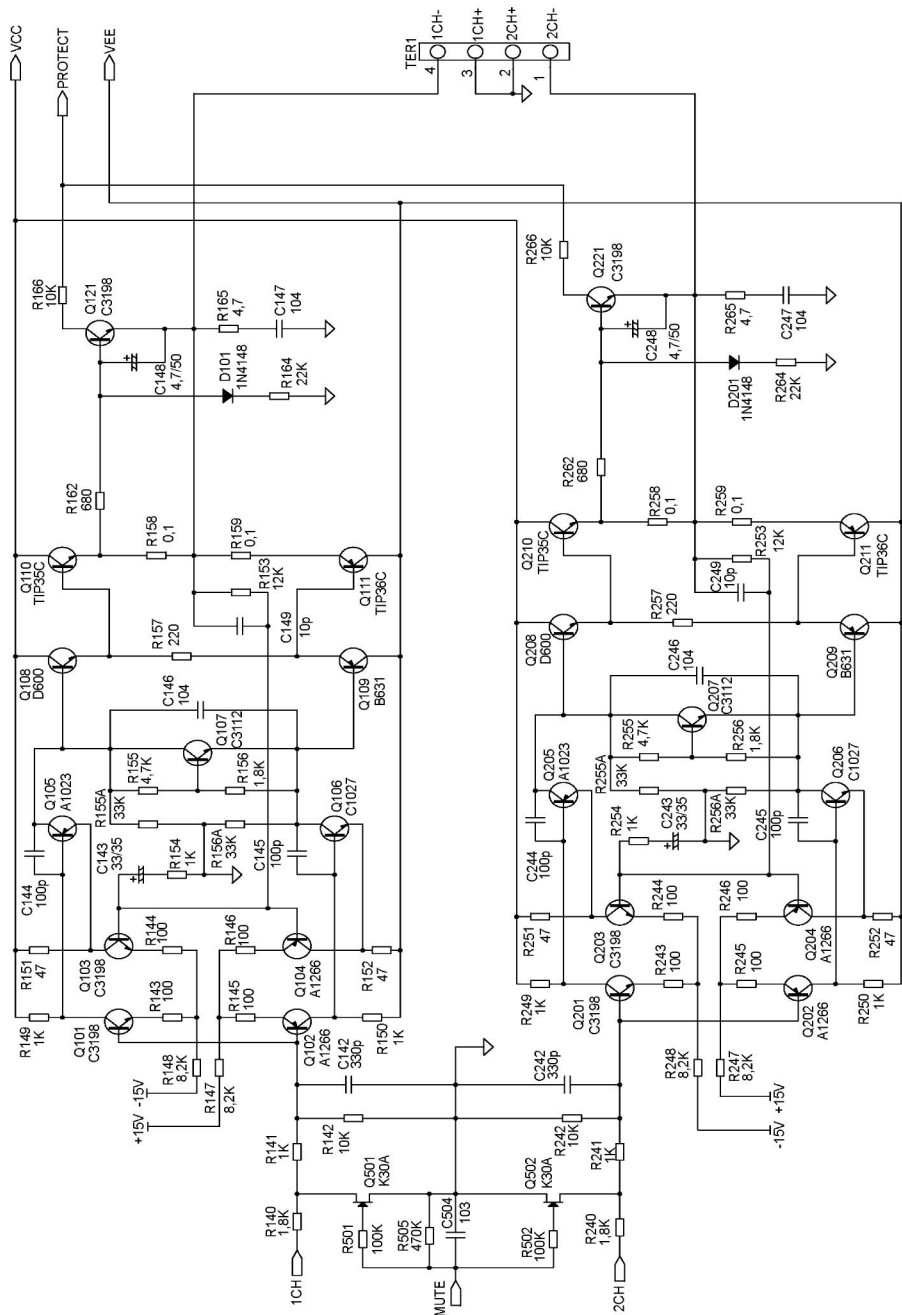 VCC
PROTECT
VEE
TER1
4
1CH-
3
1CH+
2
2CH+
1
2CH-
R166
10K
Q121
C3198
R165
4,7
C147
104
C148
4,7/50
D101
1N4148
R164
22K
R162
680
Q110
TIP35C
R158
0,1
R159
0,1
R153
12K
Q111
TIP36C
C149
10p
Q108
D600
R157
220
Q109
B631
C146
104
Q107
C3112
R155
4,7K
R156
1,8K
Q105
A1023
R155A
33K
R156A
33K
Q106
C1027
C144
100p
C143
33/35
R154
1K
C145
100p
R151
47
Q103
C3198
R144
100
R146
100
Q104
A1266
R152
47
R149
1K
Q101
C3198
R143
100
R145
100
Q102
A1266
R150
1K
R148
8,2K
R147
8,2K
-15V
+15V
C142
330p
R142
10K
R141
1K
R140
1,8K
1CH
Q501
K30A
R501
100K
R505
470K
C504
103
MUTE
Q502
K30A
R502
100K
R240
1,8K
2CH
R241
1K
R242
10K
C242
330p
R248
8,2K
R247
8,2K
-15V
+15V
R249
1K
Q201
C3198
R243
100
R245
100
Q202
A1266
R250
1K
R251
47
Q203
C3198
R244
100
R246
100
Q204
A1266
R252
47
C244
100p
R254
1K
C243
33/35
C245
100p
Q205
A1023
R255A
33K
R256A
33K
Q206
C1027
R255
4,7K
R256
1,8K
Q207
C3112
C246
104
Q208
D600
R257
220
Q209
B631
C249
10p
R253
12K
Q210
TIP35C
R258
0,1
R259
0,1
Q211
TIP36C
R262
680
D201
1N4148
R264
22K
C248
4,7/50
R265
4,7
C247
104
Q221
C3198
R266
10K